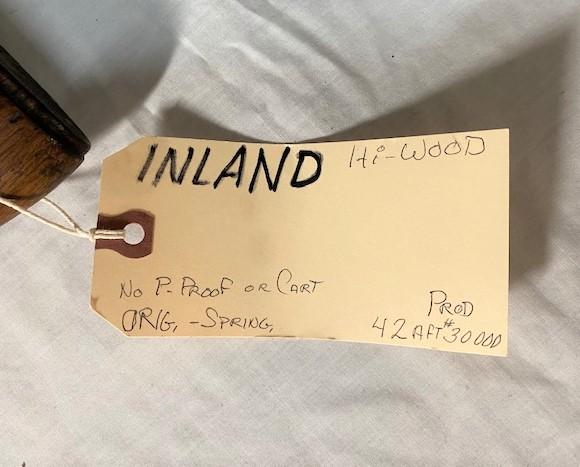 INLAND Hi-WOOD
No P-PROOF OR CART
ORIG, -SPRING,
PROD
42 AFT #30000